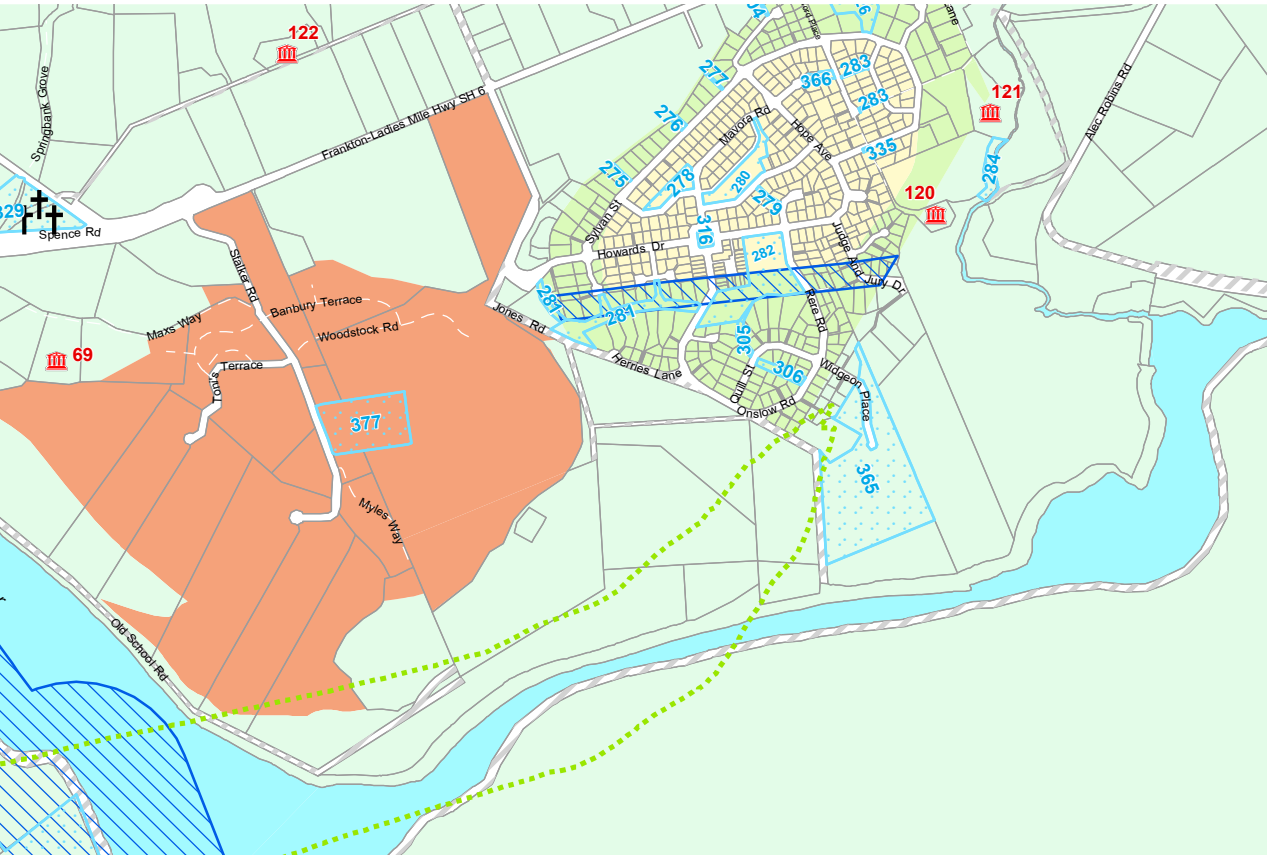 122
Springbank Grove
Frankton-Ladies Mile Hwy SH 6
277
276
275
366
283
283
335
Mavora Rd
Hope Ave
278
280
279
316
282
Sylvan St
Howards Dr
Judge And Jury Dr
121
120
284
Alec Robins Rd
329
Spence Rd
Stalker Rd
Maxs Way
Banbury Terrace
Woodstock Rd
Terrace
Toni's
69
377
Myles Way
Old School Rd
281
281
Jones Rd
Herries Lane
305
306
Rere Rd
Quill St
Onslow Rd
Widgeon
Place
365